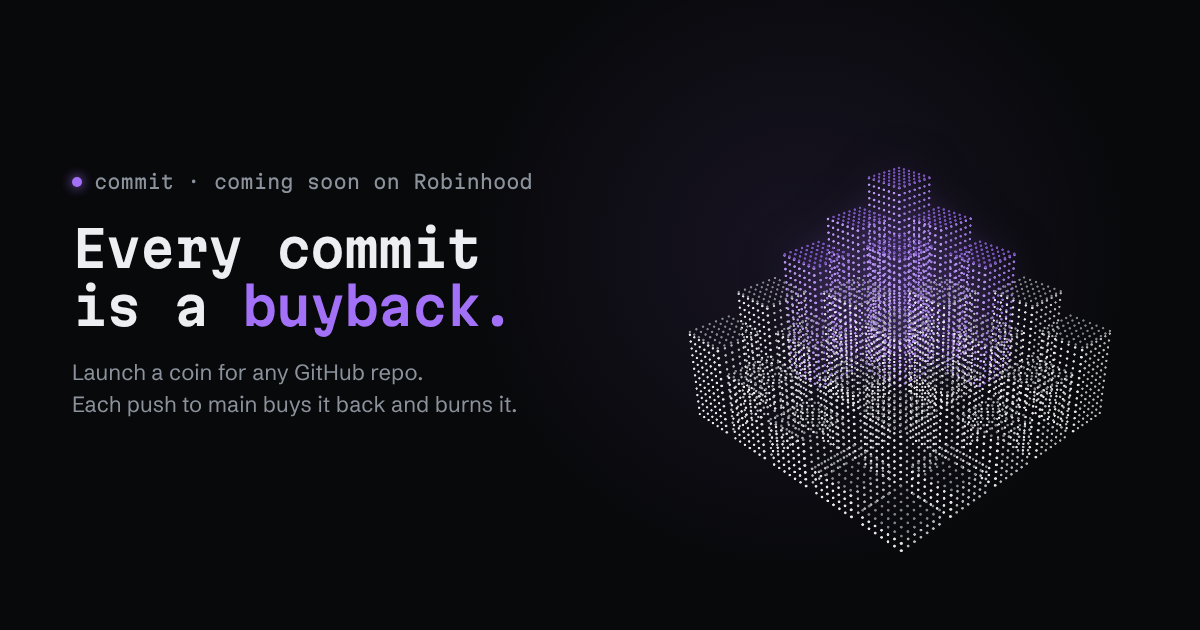 commit · coming soon on Robinhood
Every commit
is a buyback.
Launch a coin for any GitHub repo.
Each push to main buys it back and burns it.